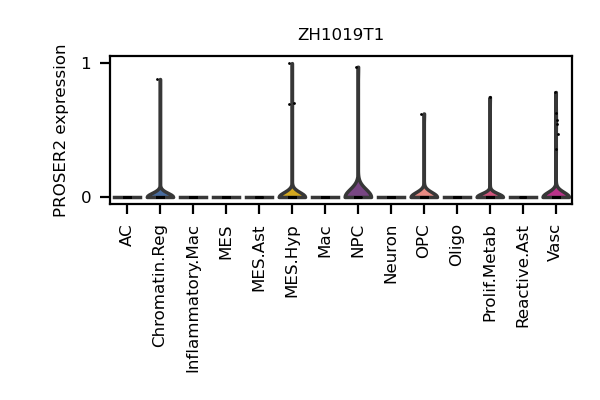 ZH1019T1
PROSER2 expression
1
0
AC
Chromatin.Reg
Inflammatory.Mac
MES
MES.Ast
MES.Hyp
Mac
NPC
Neuron
OPC
Oligo
Prolif.Metab
Reactive.Ast
Vasc